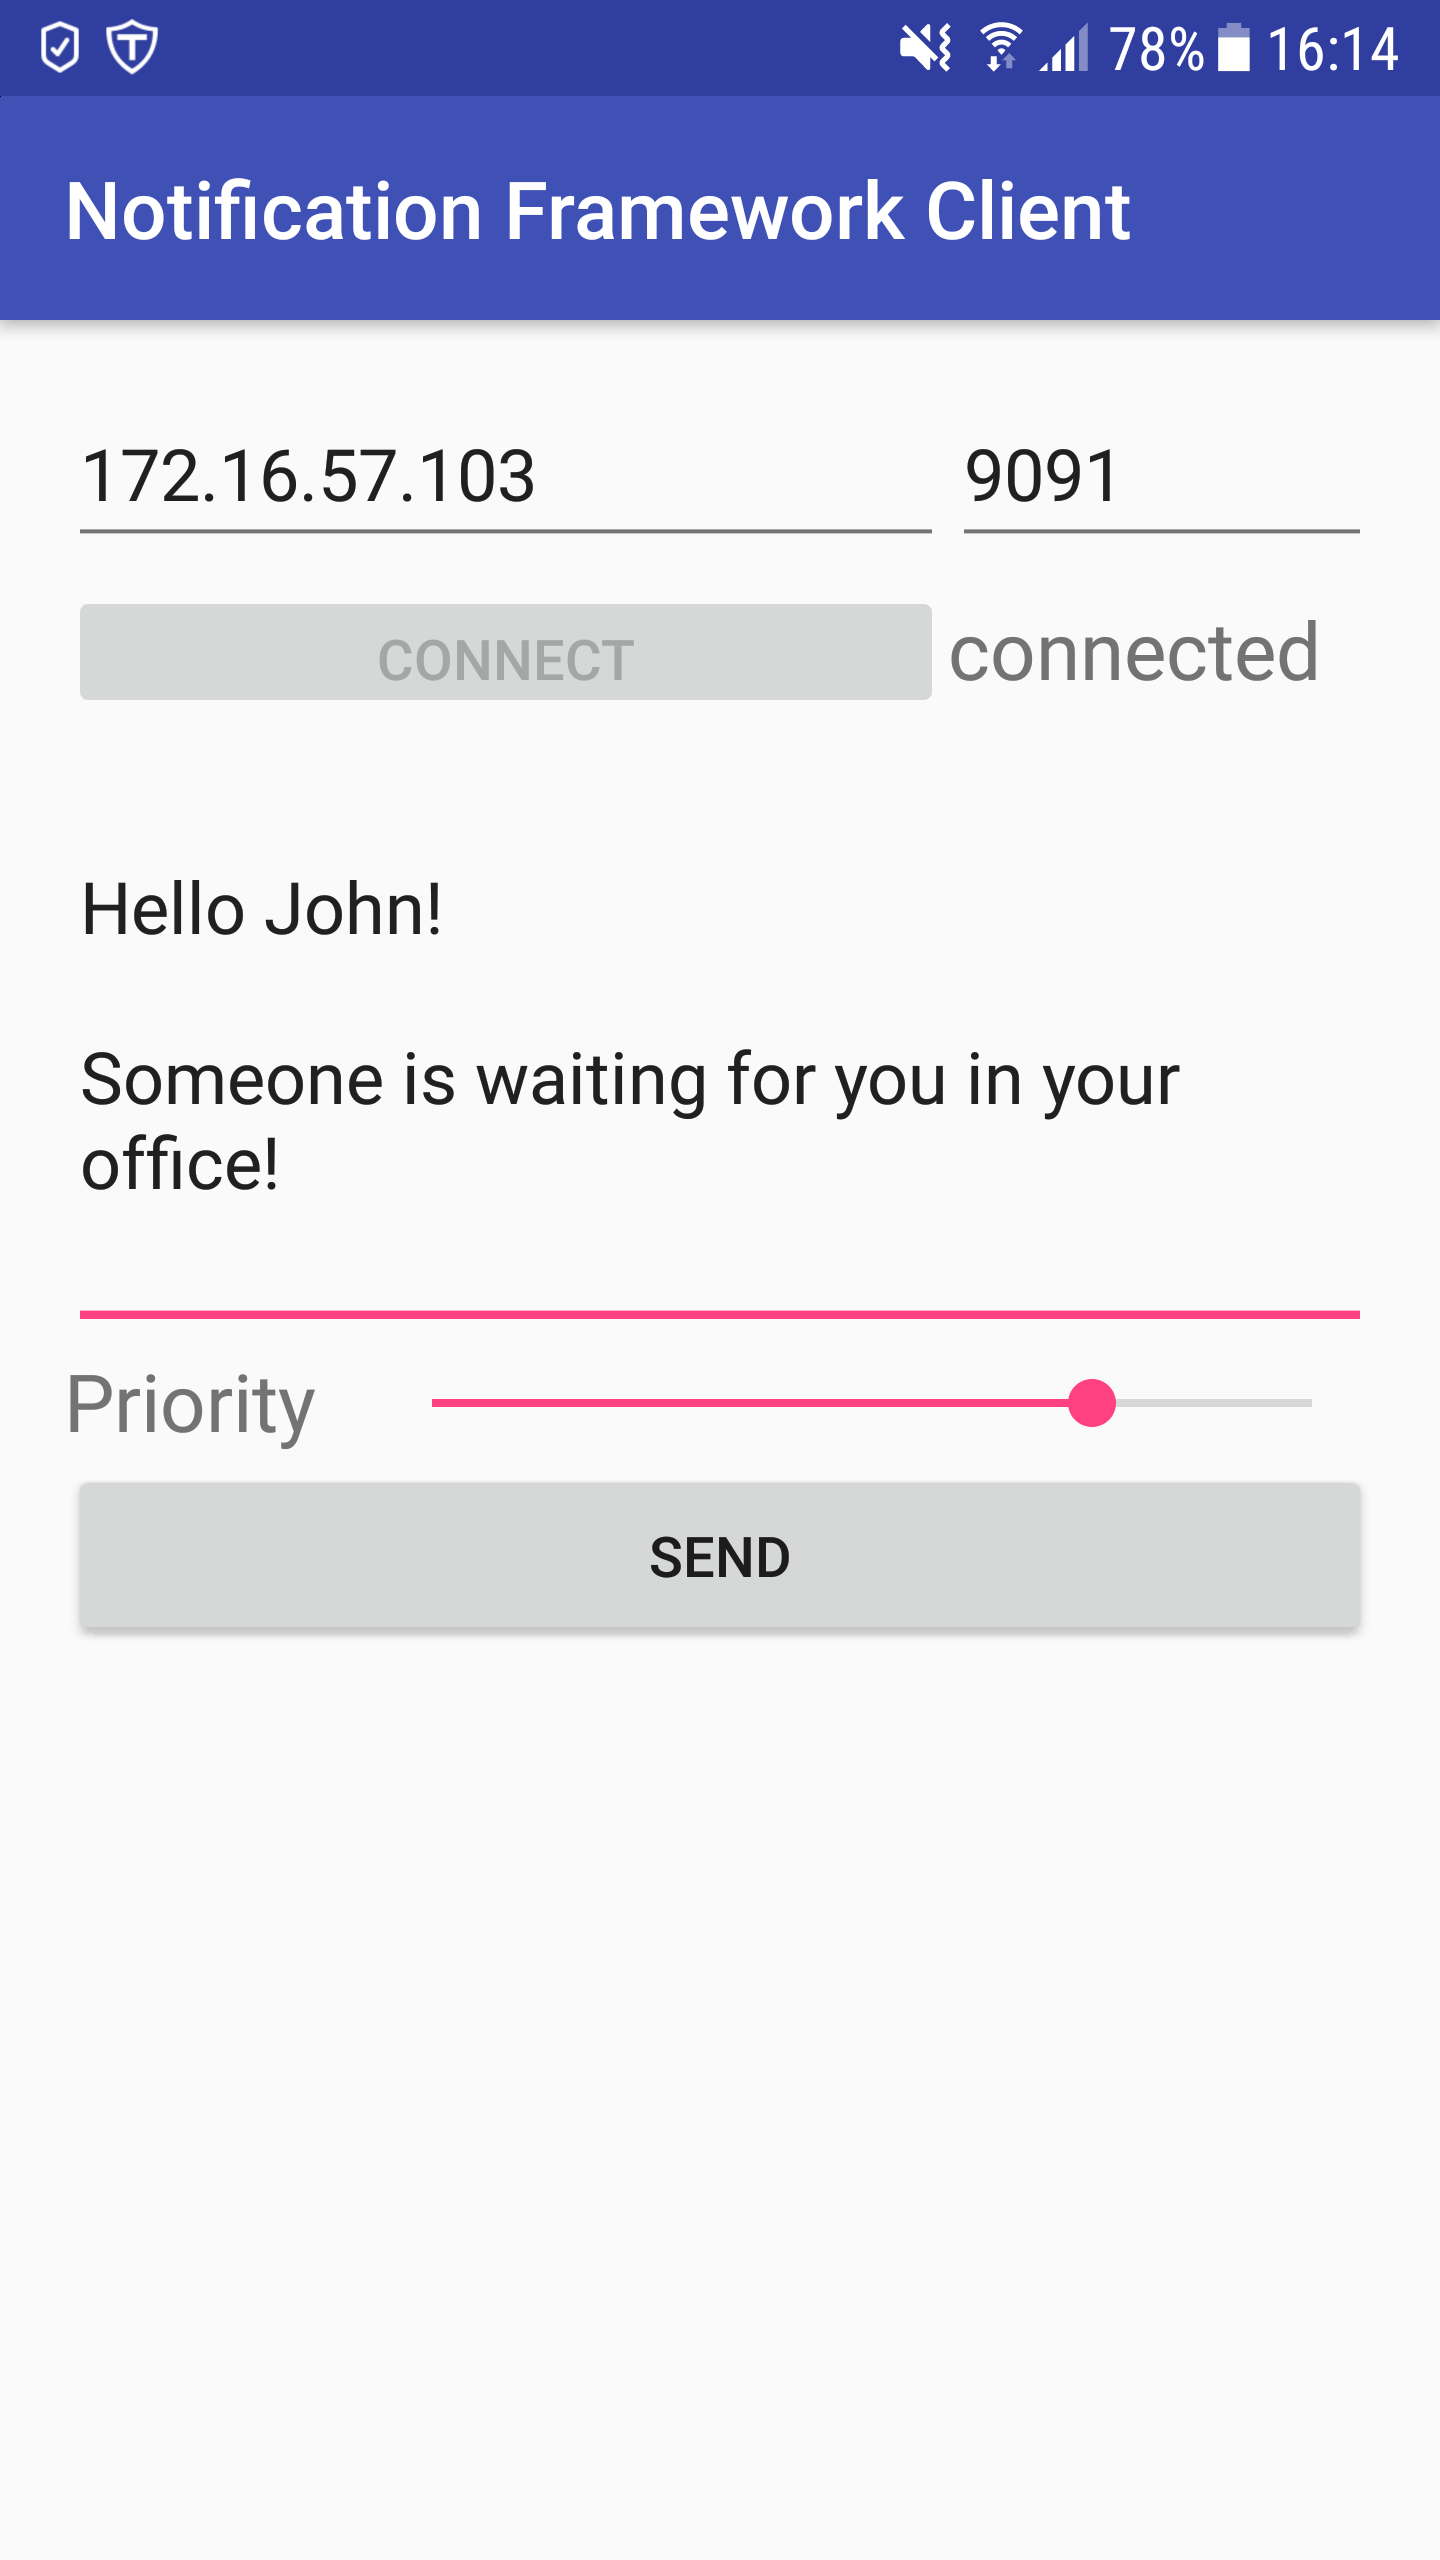 78% 16:14
Notification Framework Client
172.16.57.103 9091
CONNECT connected
Hello John!
Someone is waiting for you in your
office!
Priority
SEND